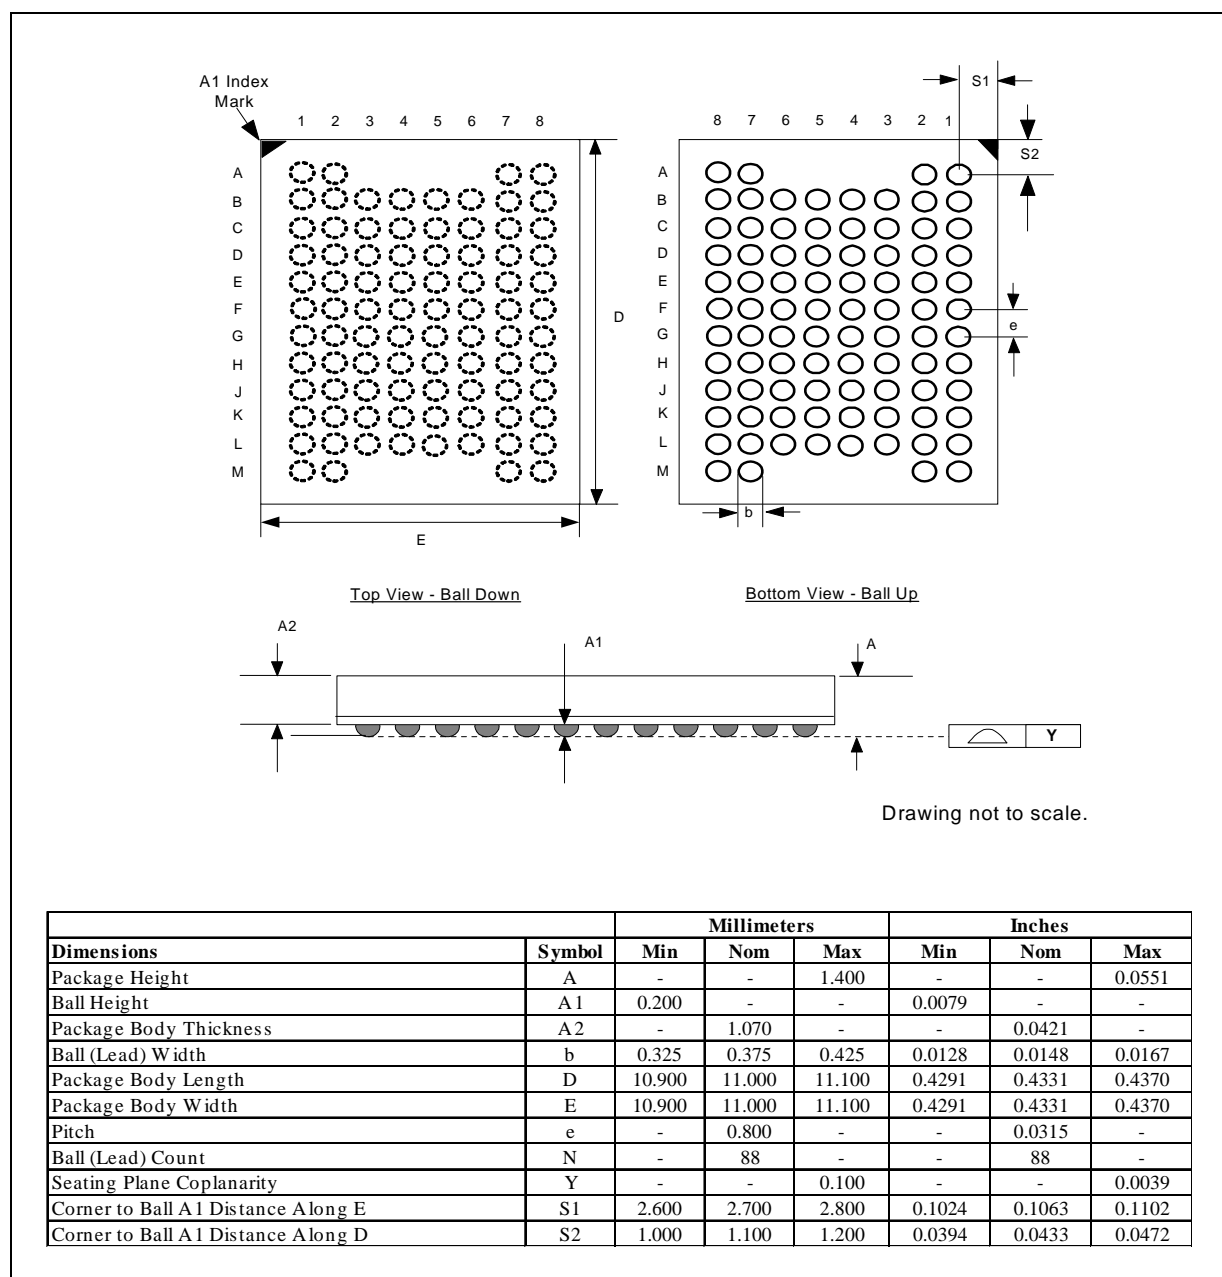 A1 Index
Mark
1 2 3 4 5 6 7 8
A
B
C
D
E
F
G
H
J
K
L
M
D
E
8 7 6 5 4 3 2 1
S1
S2
A
B
C
D
E
F
G
H
J
K
L
M
e
b
Top View - Ball Down
Bottom View - Ball Up
A2
A1
A
Y
Drawing not to scale.
Millimeters Inches
Dimensions Symbol Min Nom Max Min Nom Max
Package Height A - - 1.400 - - 0.0551
Ball Height A1 0.200 - - 0.0079 - -
Package Body Thickness A2 - 1.070 - - 0.0421 -
Ball (Lead) Width b 0.325 0.375 0.425 0.0128 0.0148 0.0167
Package Body Length D 10.900 11.000 11.100 0.4291 0.4331 0.4370
Package Body Width E 10.900 11.000 11.100 0.4291 0.4331 0.4370
Pitch e - 0.800 - - 0.0315 -
Ball (Lead) Count N - 88 - - 88 -
Seating Plane Coplanarity Y - - 0.100 - - 0.0039
Corner to Ball A1 Distance Along E S1 2.600 2.700 2.800 0.1024 0.1063 0.1102
Corner to Ball A1 Distance Along D S2 1.000 1.100 1.200 0.0394 0.0433 0.0472